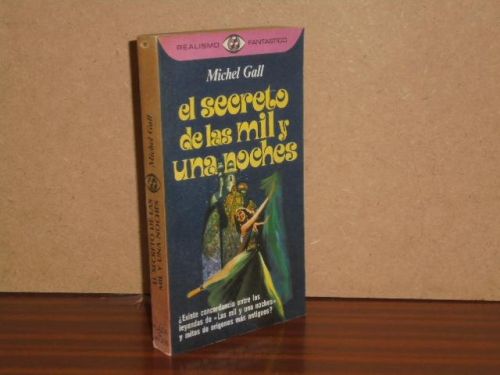 REALISMO FANTASTICO
Michel Gall
el secreto
de las mil y
una noches
¿Existe concordancia entre las
leyendas de «Las mil y una noches»
y mitos de orígenes más antiguos?
EL SECRETO DE LAS
MIL Y UNA NOCHES
Michel Gall